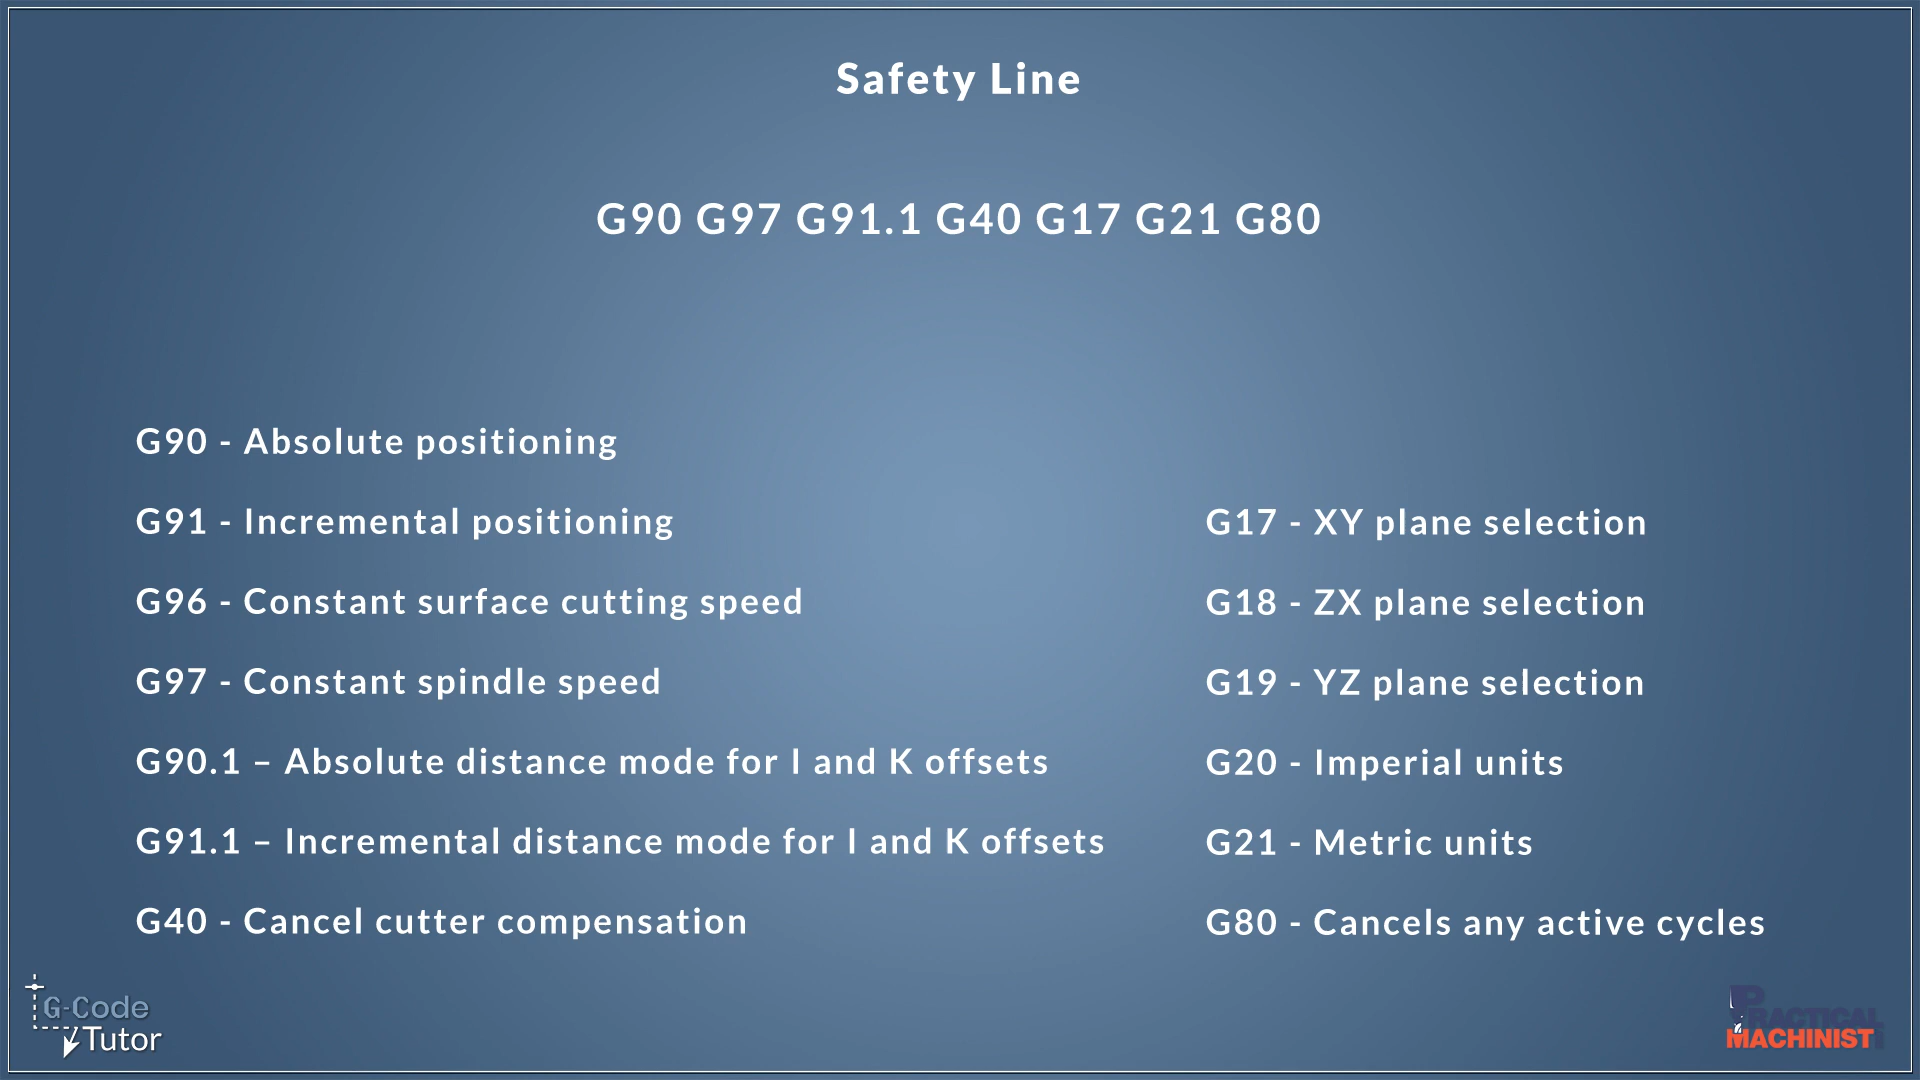 Safety Line
G90 G97 G91.1 G40 G17 G21 G80
G90 - Absolute positioning
G91 - Incremental positioning
G96 - Constant surface cutting speed
G97 - Constant spindle speed
G90.1 – Absolute distance mode for I and K offsets
G91.1 – Incremental distance mode for I and K offsets
G40 - Cancel cutter compensation
G17 - XY plane selection
G18 - ZX plane selection
G19 - YZ plane selection
G20 - Imperial units
G21 - Metric units
G80 - Cancels any active cycles
G-Code
Tutor
PRACTICAL
MACHINIST